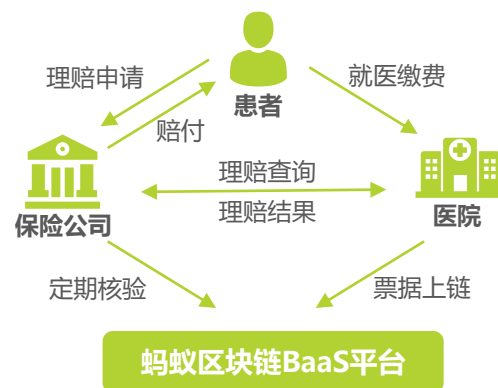 患者
理赔申请
就医缴费
赔付
理赔查询
理赔结果
保险公司
医院
定期核验
票据上链
蚂蚁区块链BaaS平台